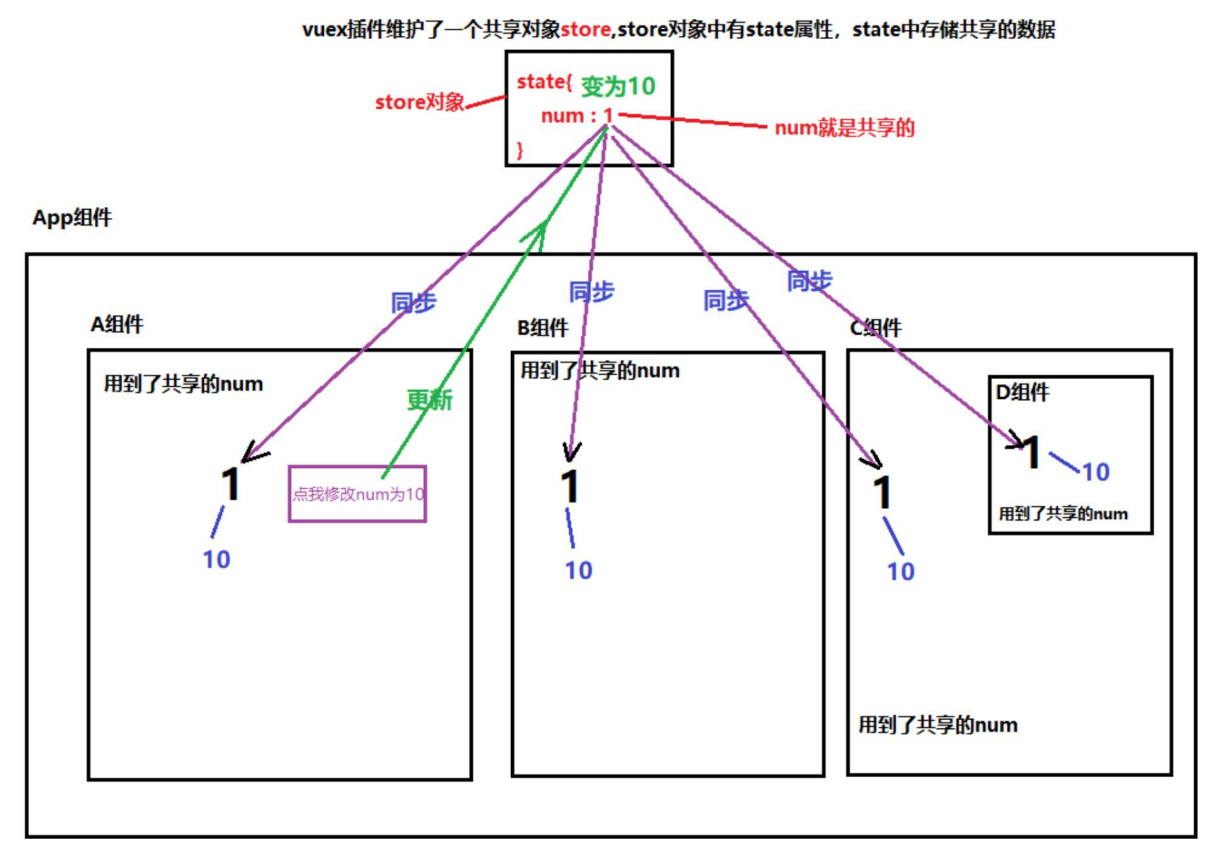 vuex插件维护了一个共享对象store,store对象中有state属性，state中存储共享的数据
state{ 变为10
store对象
num : 1
num就是共享的
}
App组件
同步
同步
同步
同步
A组件
用到了共享的num
更新
1
点我修改num为10
10
B组件
用到了共享的num
1
10
C组件
D组件
1
10
用到了共享的num
1
10
用到了共享的num